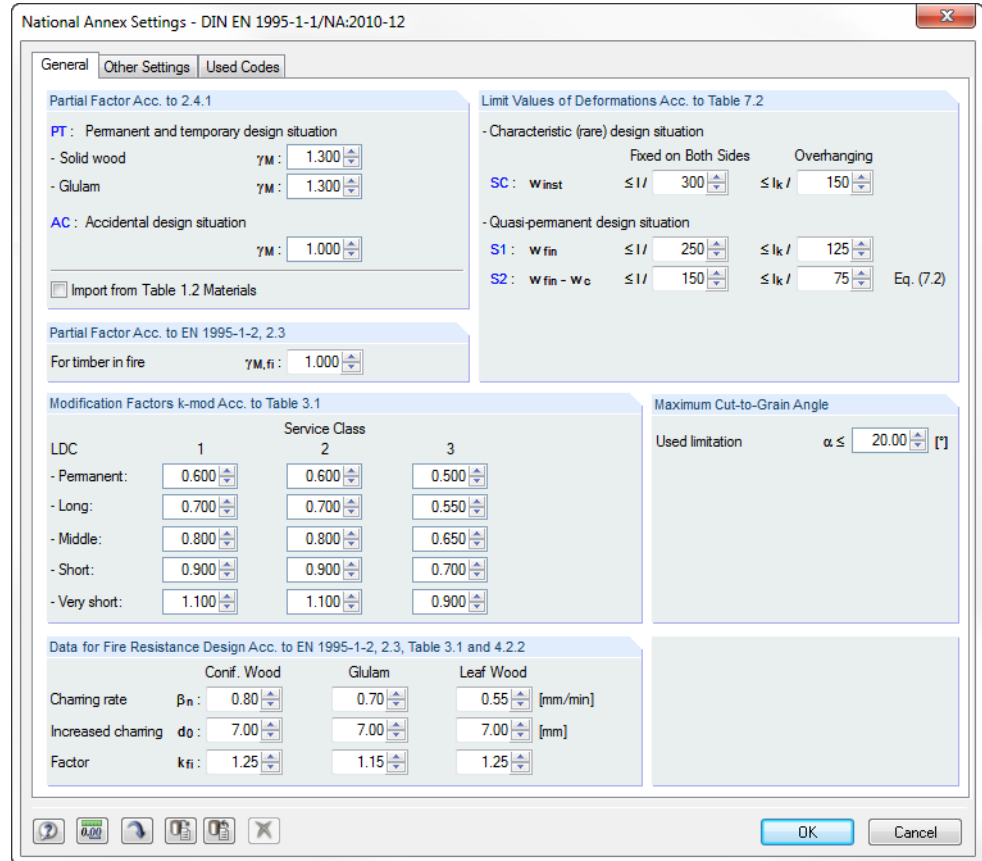 National Annex Settings - DIN EN 1995-1-1/NA:2010-12
General Other Settings Used Codes
Partial Factor Acc. to 2.4.1
PT : Permanent and temporary design situation
- Solid wood γM : 1.300
- Glulam γM : 1.300
AC : Accidental design situation
γM : 1.000
Import from Table 1.2 Materials
Limit Values of Deformations Acc. to Table 7.2
- Characteristic (rare) design situation
Fixed on Both Sides Overhanging
SC : w inst ≤ l / 300 ≤ lk / 150
- Quasi-permanent design situation
S1 : w fin ≤ l / 250 ≤ lk / 125
S2 : w fin - w c ≤ l / 150 ≤ lk / 75 Eq. (7.2)
Partial Factor Acc. to EN 1995-1-2, 2.3
For timber in fire γM,fi : 1.000
Modification Factors k-mod Acc. to Table 3.1
Service Class
LDC 1 2 3
- Permanent: 0.600 0.600 0.500
- Long: 0.700 0.700 0.550
- Middle: 0.800 0.800 0.650
- Short: 0.900 0.900 0.700
- Very short: 1.100 1.100 0.900
Maximum Cut-to-Grain Angle
Used limitation α ≤ 20.00 [°]
Data for Fire Resistance Design Acc. to EN 1995-1-2, 2.3, Table 3.1 and 4.2.2
Conif. Wood Glulam Leaf Wood
Charring rate βn : 0.80 0.70 0.55 [mm/min]
Increased charring d0 : 7.00 7.00 7.00 [mm]
Factor kfi : 1.25 1.15 1.25
0.00
OK Cancel